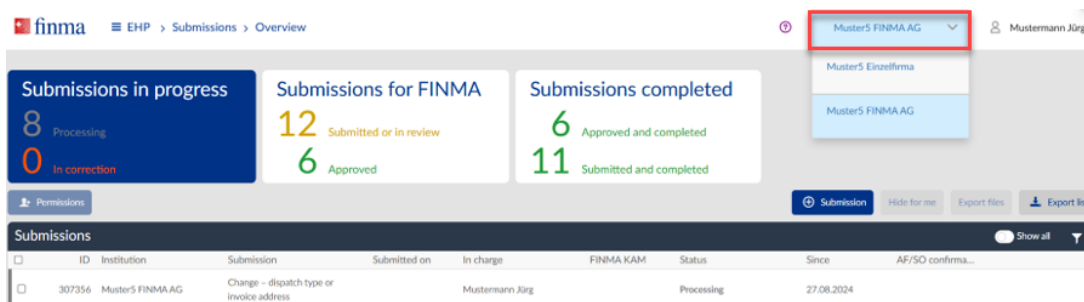 finma EHP > Submissions > Overview Muster5 FINMA AG Mustermann Jürg
Muster5 Einzelfirma
Muster5 FINMA AG
Submissions in progress
8 Processing
0 In correction
Submissions for FINMA
12 Submitted or in review
6 Approved
Submissions completed
6 Approved and completed
11 Submitted and completed
Permissions Submission Hide for me Export files Export
Submissions Show all
ID Institution Submission Submitted on In charge FINMA KAM Status Since AF/SO confirma...
307356 Muster5 FINMA AG Change – dispatch type or invoice address Mustermann Jürg Processing 27.08.2024